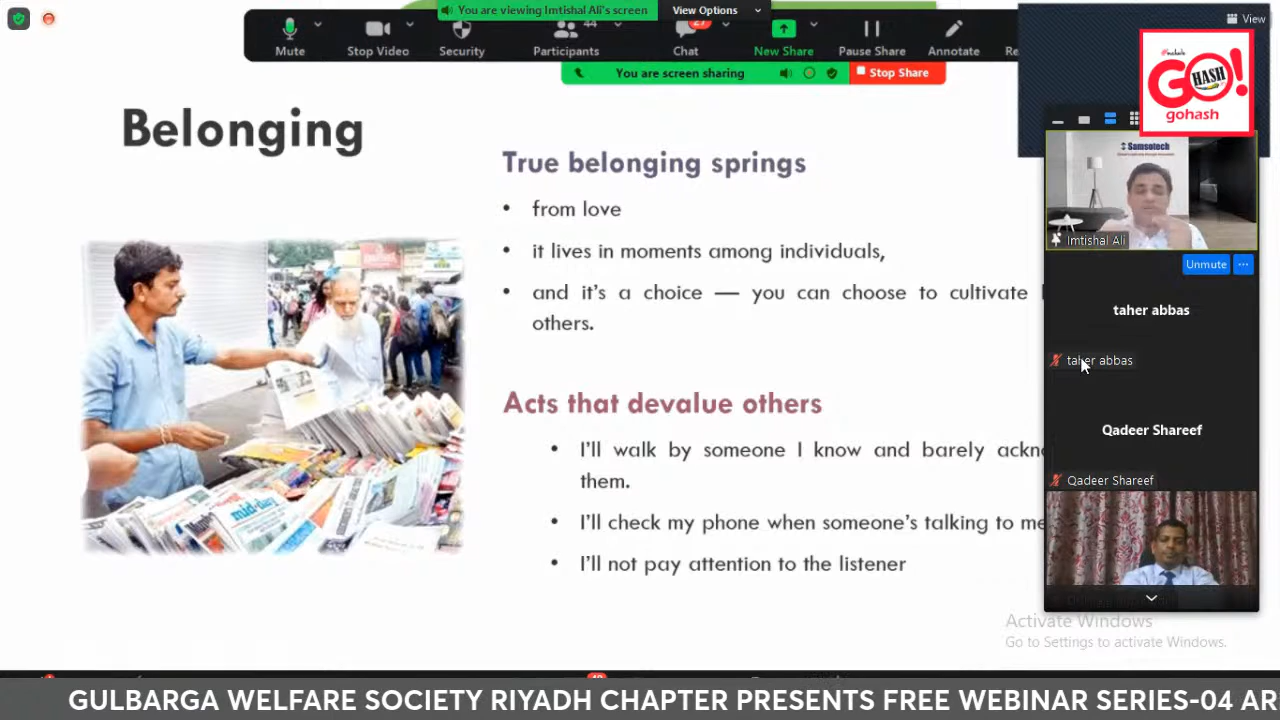 You are viewing Imtishal Ali's screen
View Options
View
Mute
Stop Video
Security
44
Participants
27
Chat
New Share
Pause Share
Annotate
You are screen sharing
Stop Share
GO!
HASH
gohash
Belonging
True belonging springs
• from love
• it lives in moments among individuals,
• and it's a choice — you can choose to cultivate
others.
Acts that devalue others
• I'll walk by someone I know and barely
them.
• I'll check my phone when someone's talking to me
• I'll not pay attention to the listener
mid-day
Samsotech
Imtishal Ali
Unmute
taher abbas
taher abbas
Qadeer Shareef
Qadeer Shareef
Activate Windows
Go to Settings to activate Windows.
GULBARGA WELFARE SOCIETY RIYADH CHAPTER PRESENTS FREE WEBINAR SERIES-04 AR